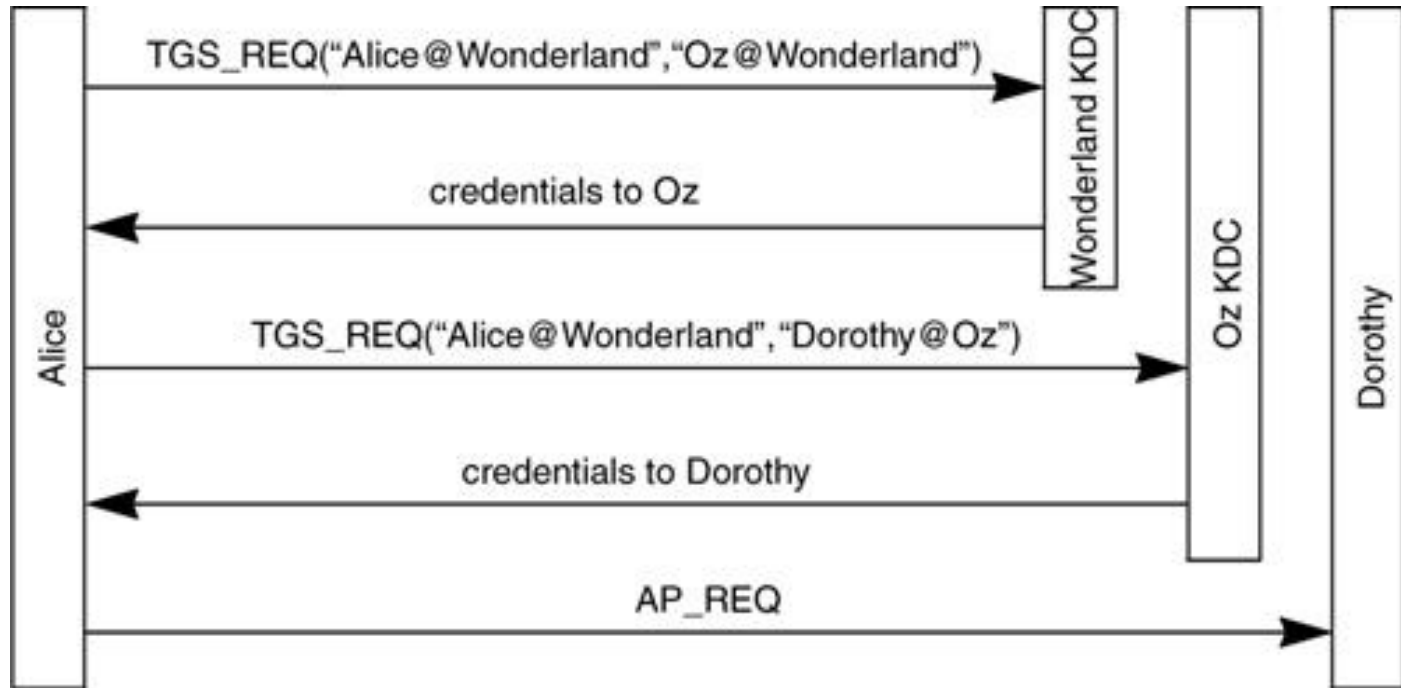 TGS_REQ(“Alice@Wonderland”,“Oz@Wonderland”)
Wonderland KDC
credentials to Oz
Oz KDC
Alice
Dorothy
TGS_REQ(“Alice@Wonderland”,“Dorothy@Oz”)
credentials to Dorothy
AP_REQ